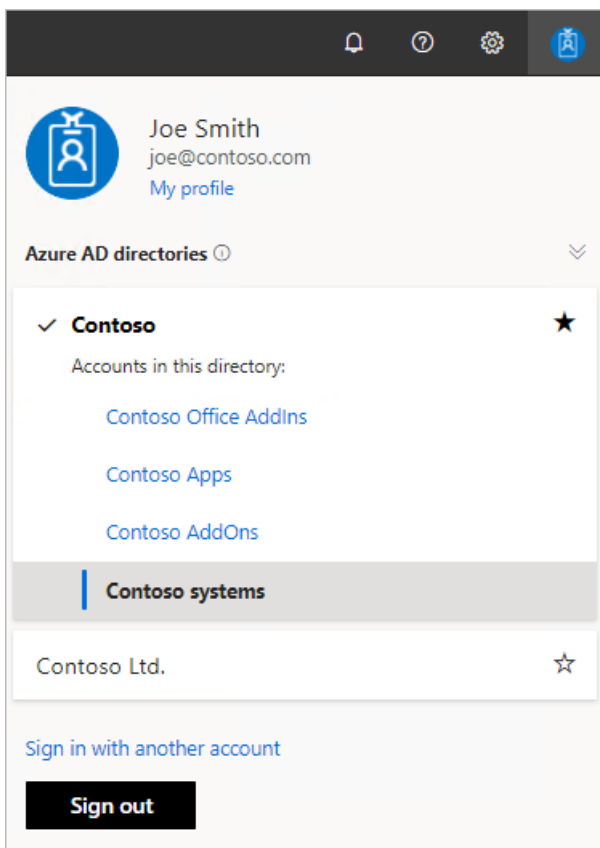 Joe Smith
joe@contoso.com
My profile
Azure AD directories
Contoso
Accounts in this directory:
Contoso Office AddIns
Contoso Apps
Contoso AddOns
Contoso systems
Contoso Ltd.
Sign in with another account
Sign out